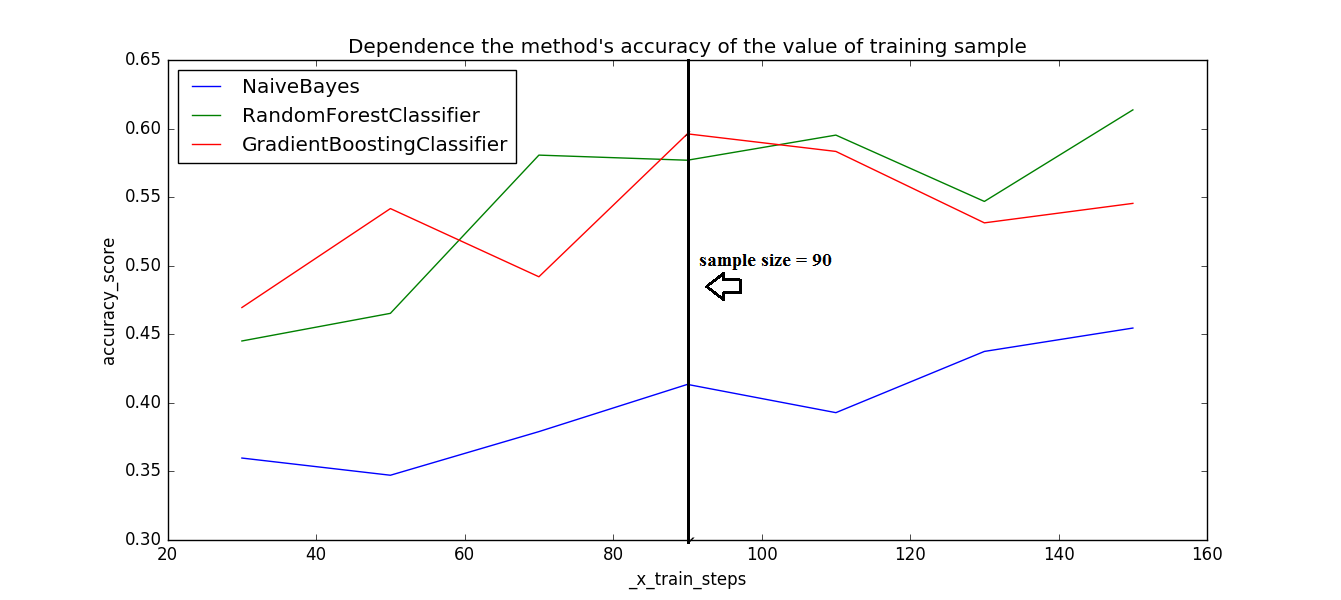 Dependence the method's accuracy of the value of training sample
0.65
0.60
0.55
0.50
0.45
0.40
0.35
0.30
accuracy_score
NaiveBayes
RandomForestClassifier
GradientBoostingClassifier
sample size = 90
20 40 60 80 100 120 140 160
_x_train_steps